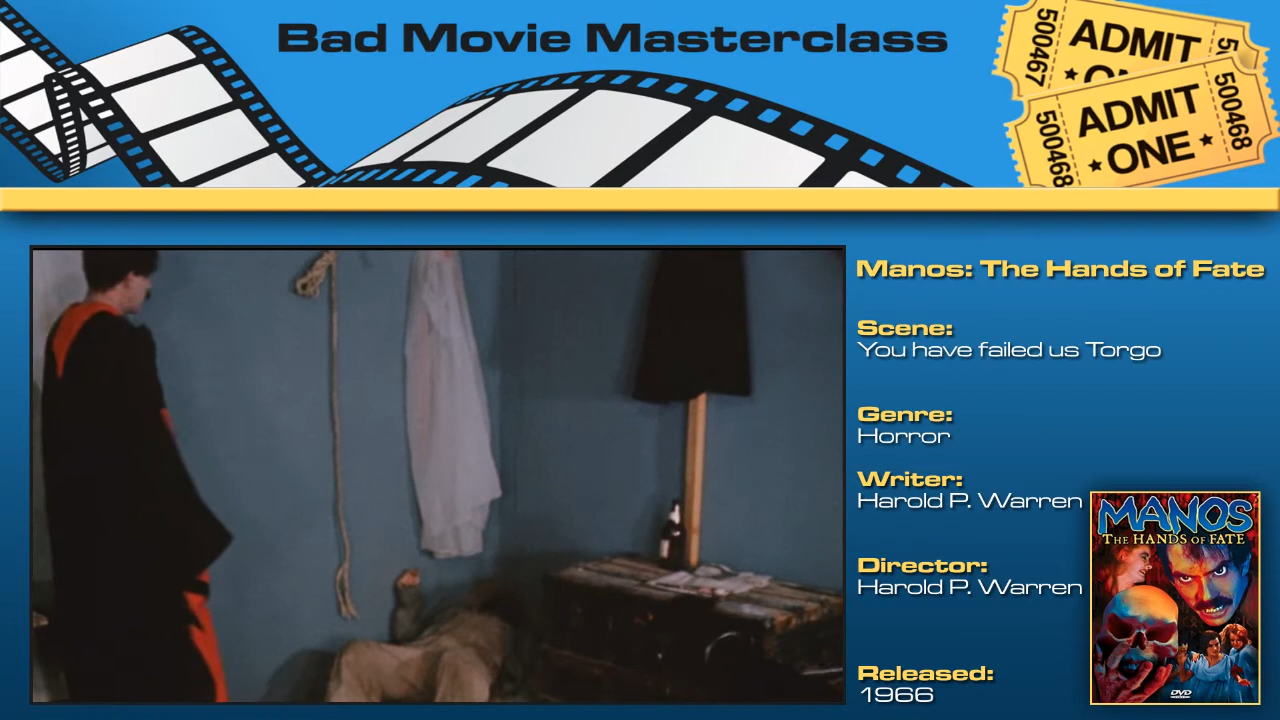 Bad Movie Masterclass
500467
ADMIT
500468
ADMIT
ONE
500468
Manos: The Hands of Fate
Scene:
You have failed us Torgo
Genre:
Horror
Writer:
Harold P. Warren
Director:
Harold P. Warren
Released:
1966
MANOS
THE HANDS OF FATE
DVD